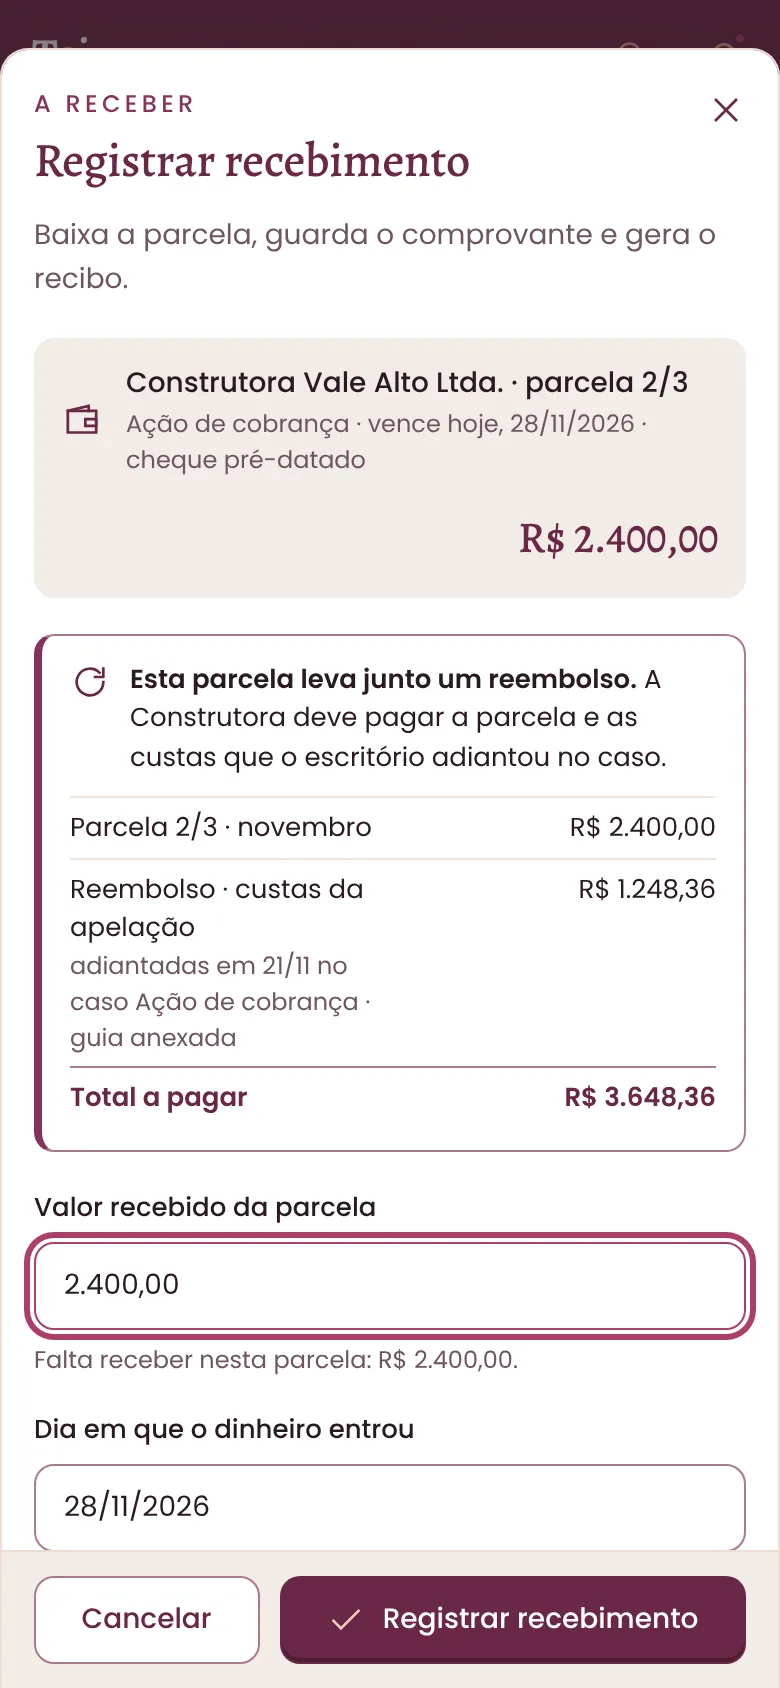 A RECEBER
Registrar recebimento
Baixa a parcela, guarda o comprovante e gera o
recibo.
Construtora Vale Alto Ltda. · parcela 2/3
Ação de cobrança · vence hoje, 28/11/2026 ·
cheque pré-datado
R$ 2.400,00
Esta parcela leva junto um reembolso. A
Construtora deve pagar a parcela e as
custas que o escritório adiantou no caso.
Parcela 2/3 · novembro R$ 2.400,00
Reembolso · custas da R$ 1.248,36
apelação
adiantadas em 21/11 no
caso Ação de cobrança ·
guia anexada
Total a pagar R$ 3.648,36
Valor recebido da parcela
2.400,00
Falta receber nesta parcela: R$ 2.400,00.
Dia em que o dinheiro entrou
28/11/2026
Cancelar
Registrar recebimento